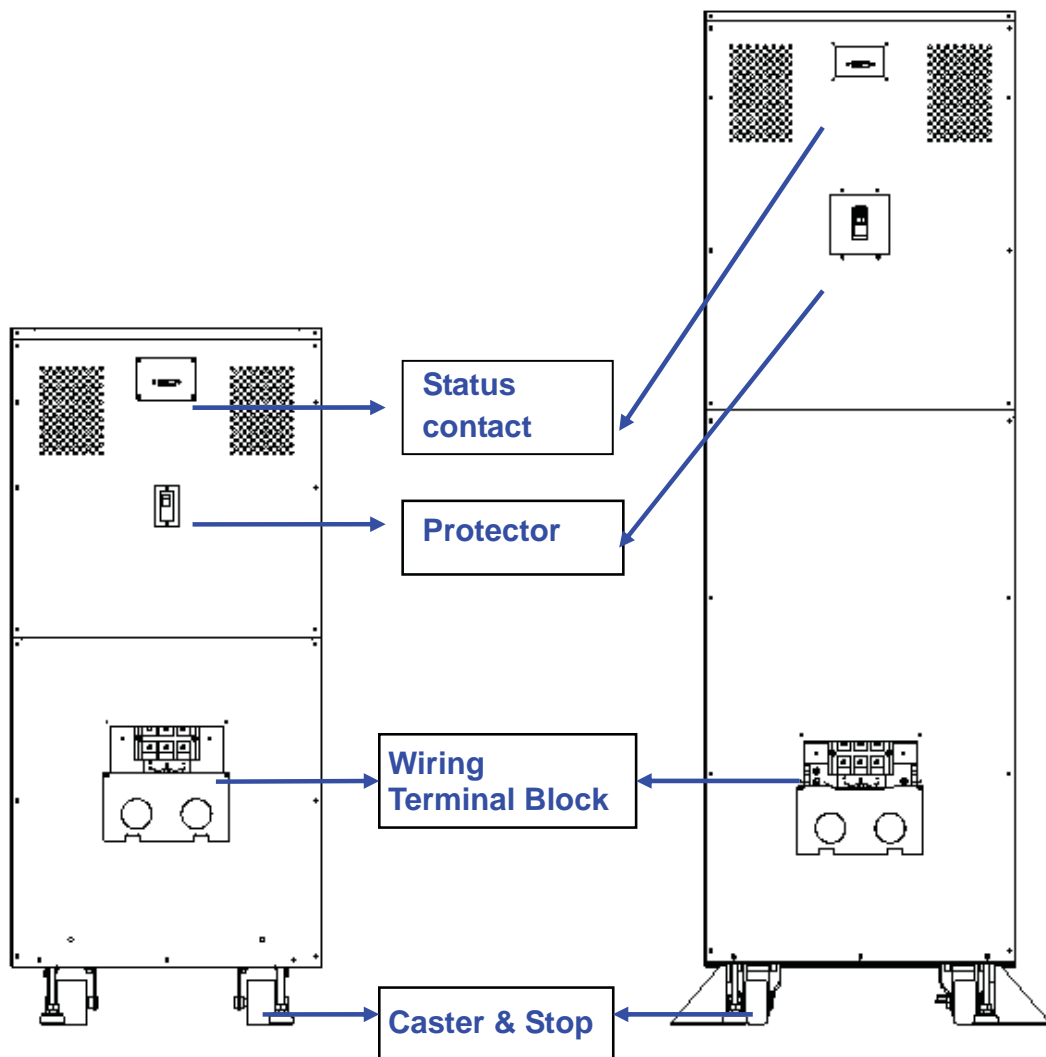 Status
contact
Protector
Wiring
Terminal Block
Caster & Stop